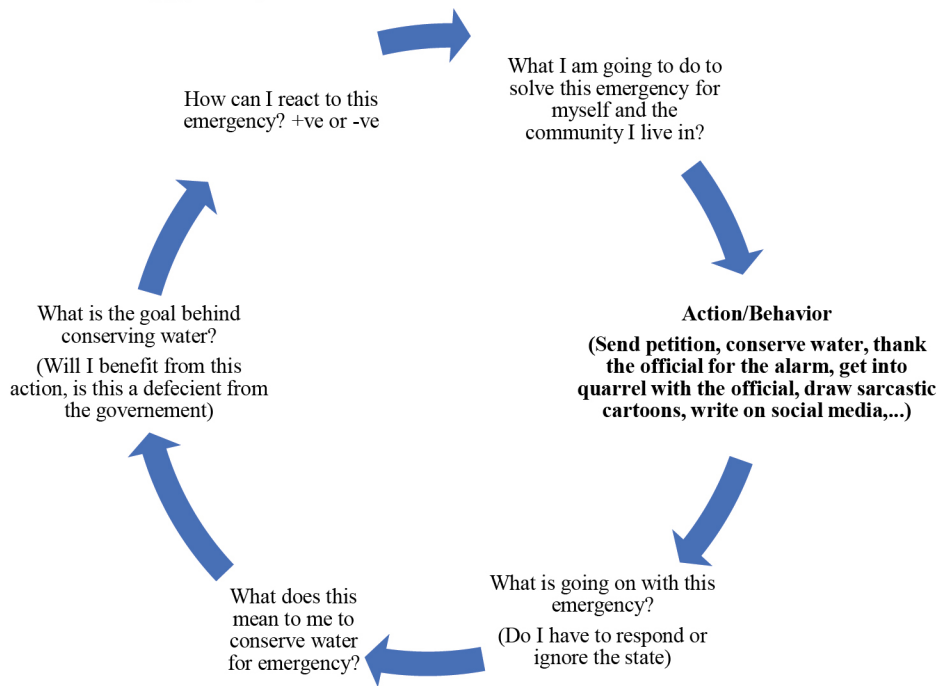 How can I react to this
emergency? +ve or -ve
What I am going to do to
solve this emergency for
myself and the
community I live in?
Action/Behavior
(Send petition, conserve water, thank
the official for the alarm, get into
quarrel with the official, draw sarcastic
cartoons, write on social media,...)
What is going on with this
emergency?
(Do I have to respond or
ignore the state)
What does this
mean to me to
conserve water
for emergency?
What is the goal behind
conserving water?
(Will I benefit from this
action, is this a defecient from
the governement)